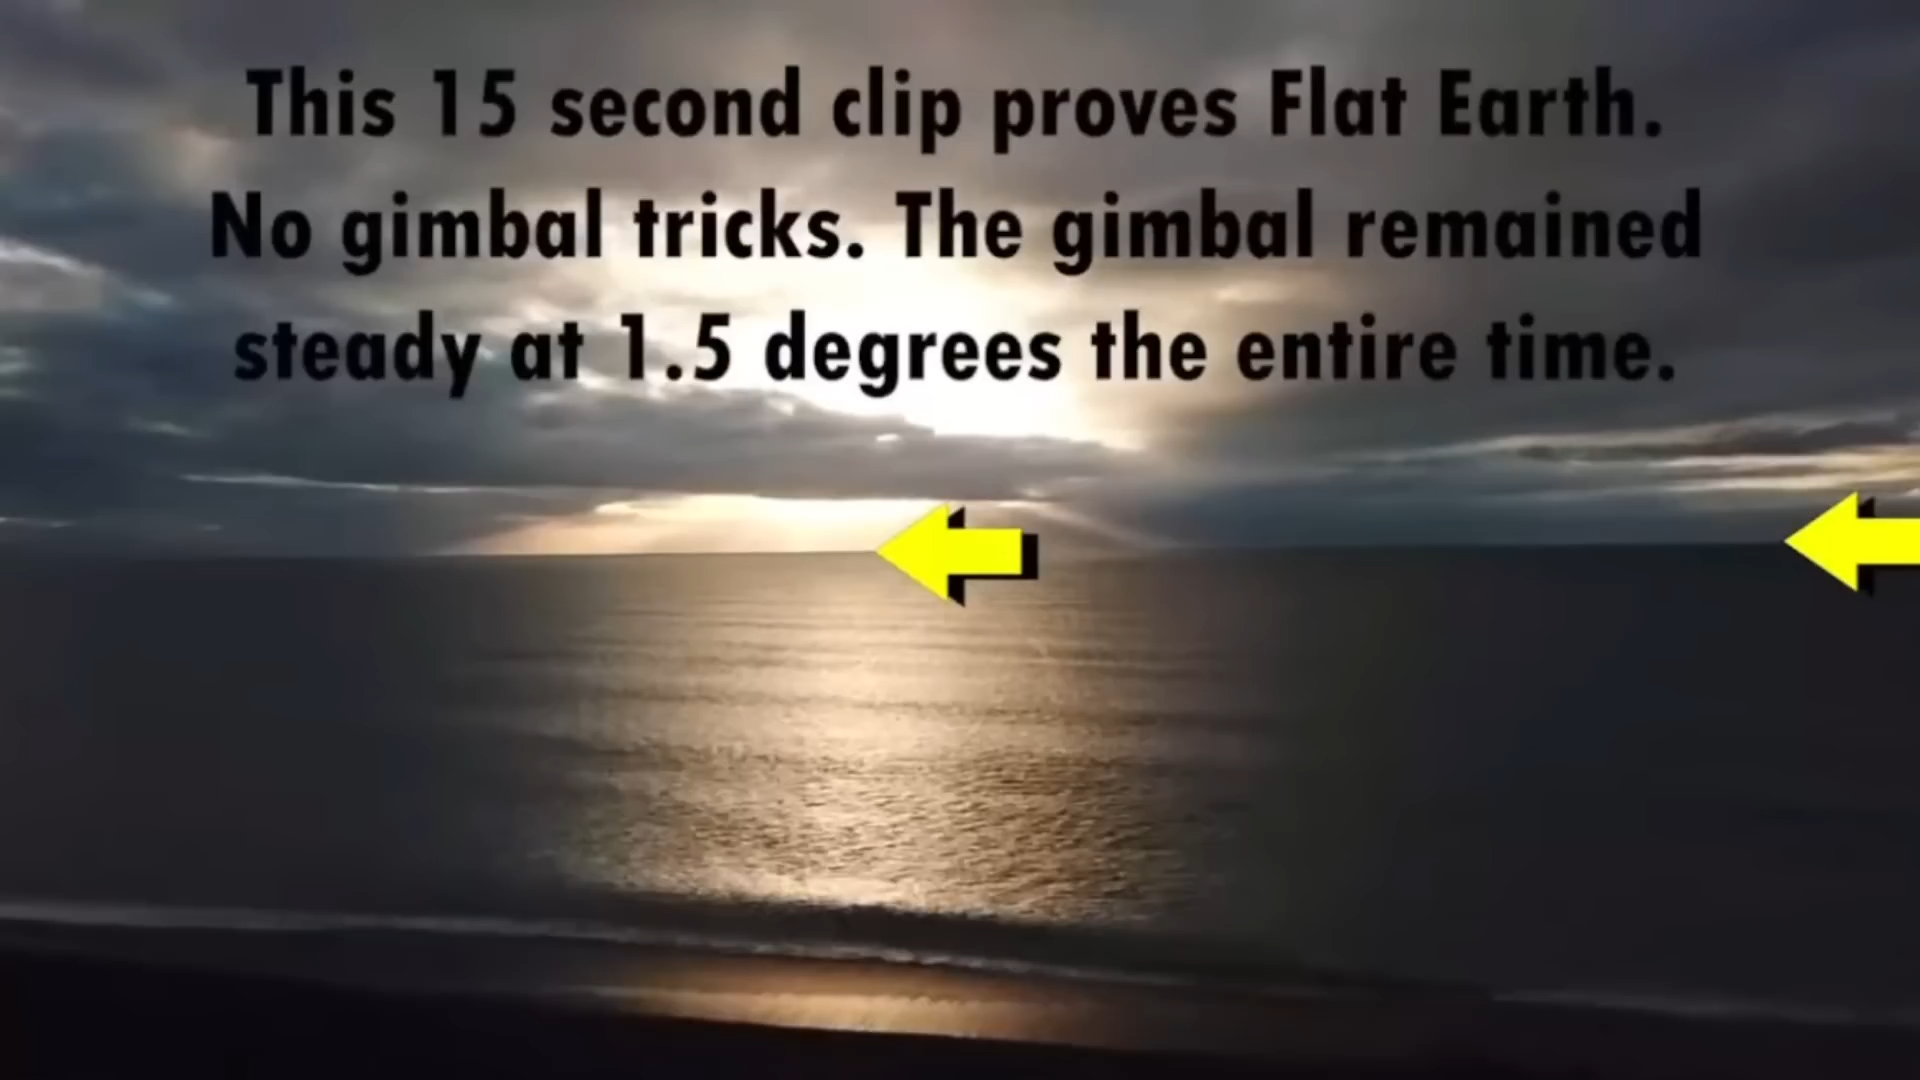 This 15 second clip proves Flat Earth.
No gimbal tricks. The gimbal remained
steady at 1.5 degrees the entire time.